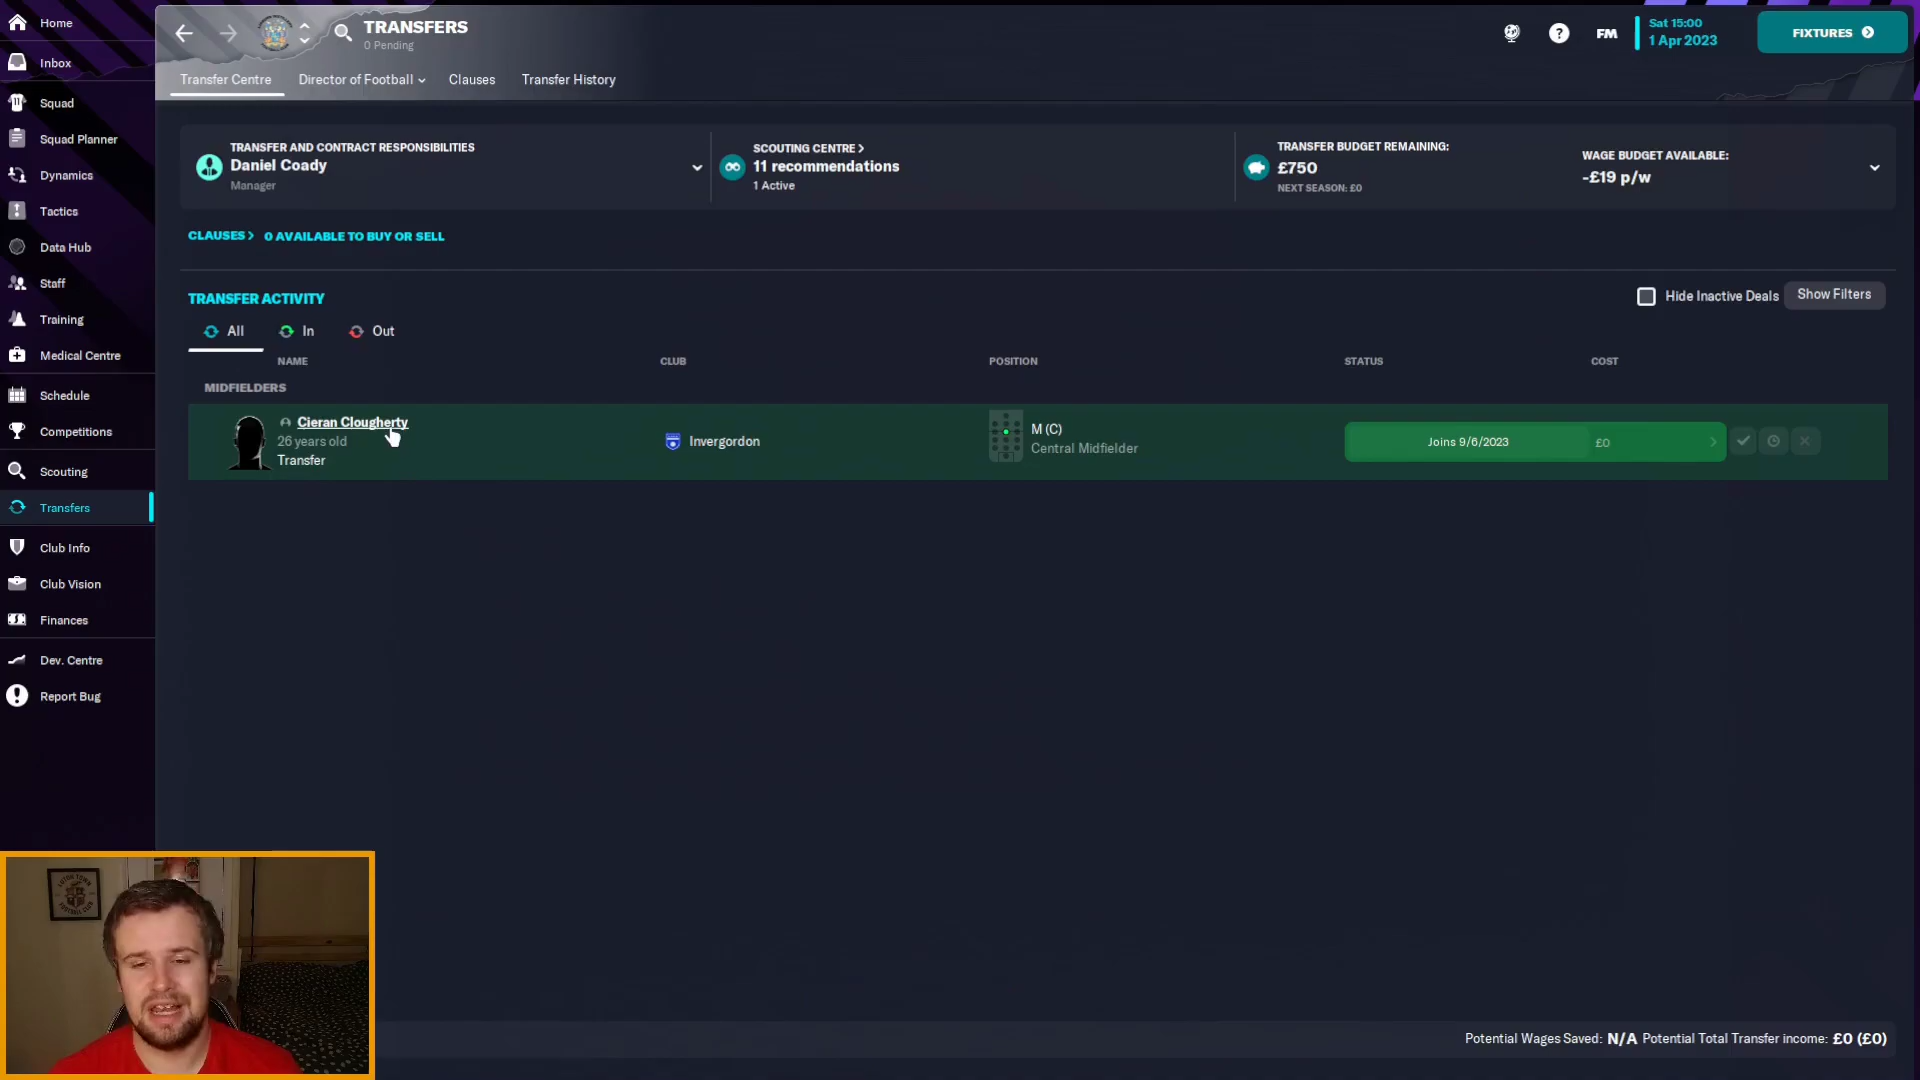 Home
Inbox
Squad
Squad Planner
Dynamics
Tactics
Data Hub
Staff
Training
Medical Centre
Schedule
Competitions
Scouting
Transfers
Club Info
Club Vision
Finances
Dev. Centre
Report Bug
TRANSFERS
0 Pending
? FM
Sat 15:00
1 Apr 2023
FIXTURES
Transfer Centre Director of Football Clauses Transfer History
TRANSFER AND CONTRACT RESPONSIBILITIES
Daniel Coady
Manager
SCOUTING CENTRE >
11 recommendations
1 Active
TRANSFER BUDGET REMAINING:
£750
NEXT SEASON: £0
WAGE BUDGET AVAILABLE:
-£19 p/w
CLAUSES > 0 AVAILABLE TO BUY OR SELL
TRANSFER ACTIVITY
Hide Inactive Deals Show Filters
All In Out
NAME CLUB POSITION STATUS COST
MIDFIELDERS
Cieran Clougherty
26 years old
Transfer
Invergordon
M (C)
Central Midfielder
Joins 9/6/2023 £0
LUTON TOWN
FOOTBALL CLUB
Potential Wages Saved: N/A Potential Total Transfer income: £0 (£0)